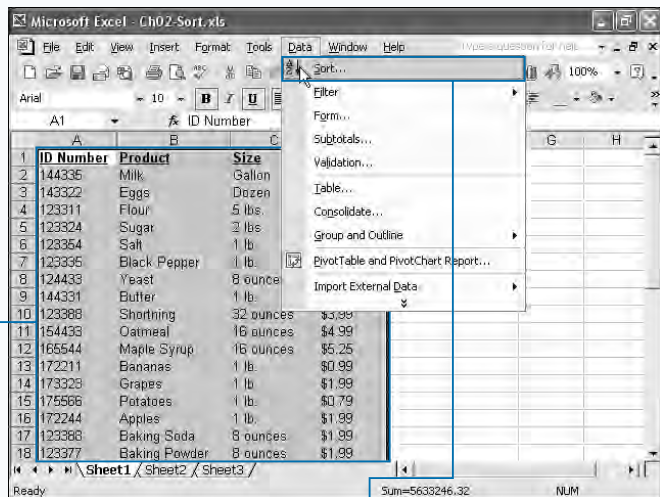 Microsoft Excel - Ch02-Sort.xls
File Edit View Insert Format Tools Data Window Help Type a question for help
100%
Arial 10 B I U
A1 fx ID Number
Sort...
Filter
Form...
Subtotals...
Validation...
Table...
Consolidate...
Group and Outline
PivotTable and PivotChart Report...
Import External Data
A B C G H
1 ID Number Product Size
2 144335 Milk Gallon
3 143322 Eggs Dozen
4 123311 Flour 5 lbs.
5 123324 Sugar 2 lbs
6 123354 Salt 1 lb.
7 123335 Black Pepper 1 lb.
8 124433 Yeast 8 ounce
9 144331 Butter 1 lb.
10 123388 Shortning 32 ounces $3.99
11 154433 Oatmeal 16 ounces $4.99
12 165544 Maple Syrup 16 ounces $5.25
13 172211 Bananas 1 lb. $0.99
14 173323 Grapes 1 lb. $1.99
15 175566 Potatoes 1 lb. $0.79
16 172244 Apples 1 lb. $1.99
17 123388 Baking Soda 8 ounces $1.99
18 123377 Baking Powder 8 ounces $1.99
Sheet1 Sheet2 Sheet3
Ready Sum=5633246.32 NUM